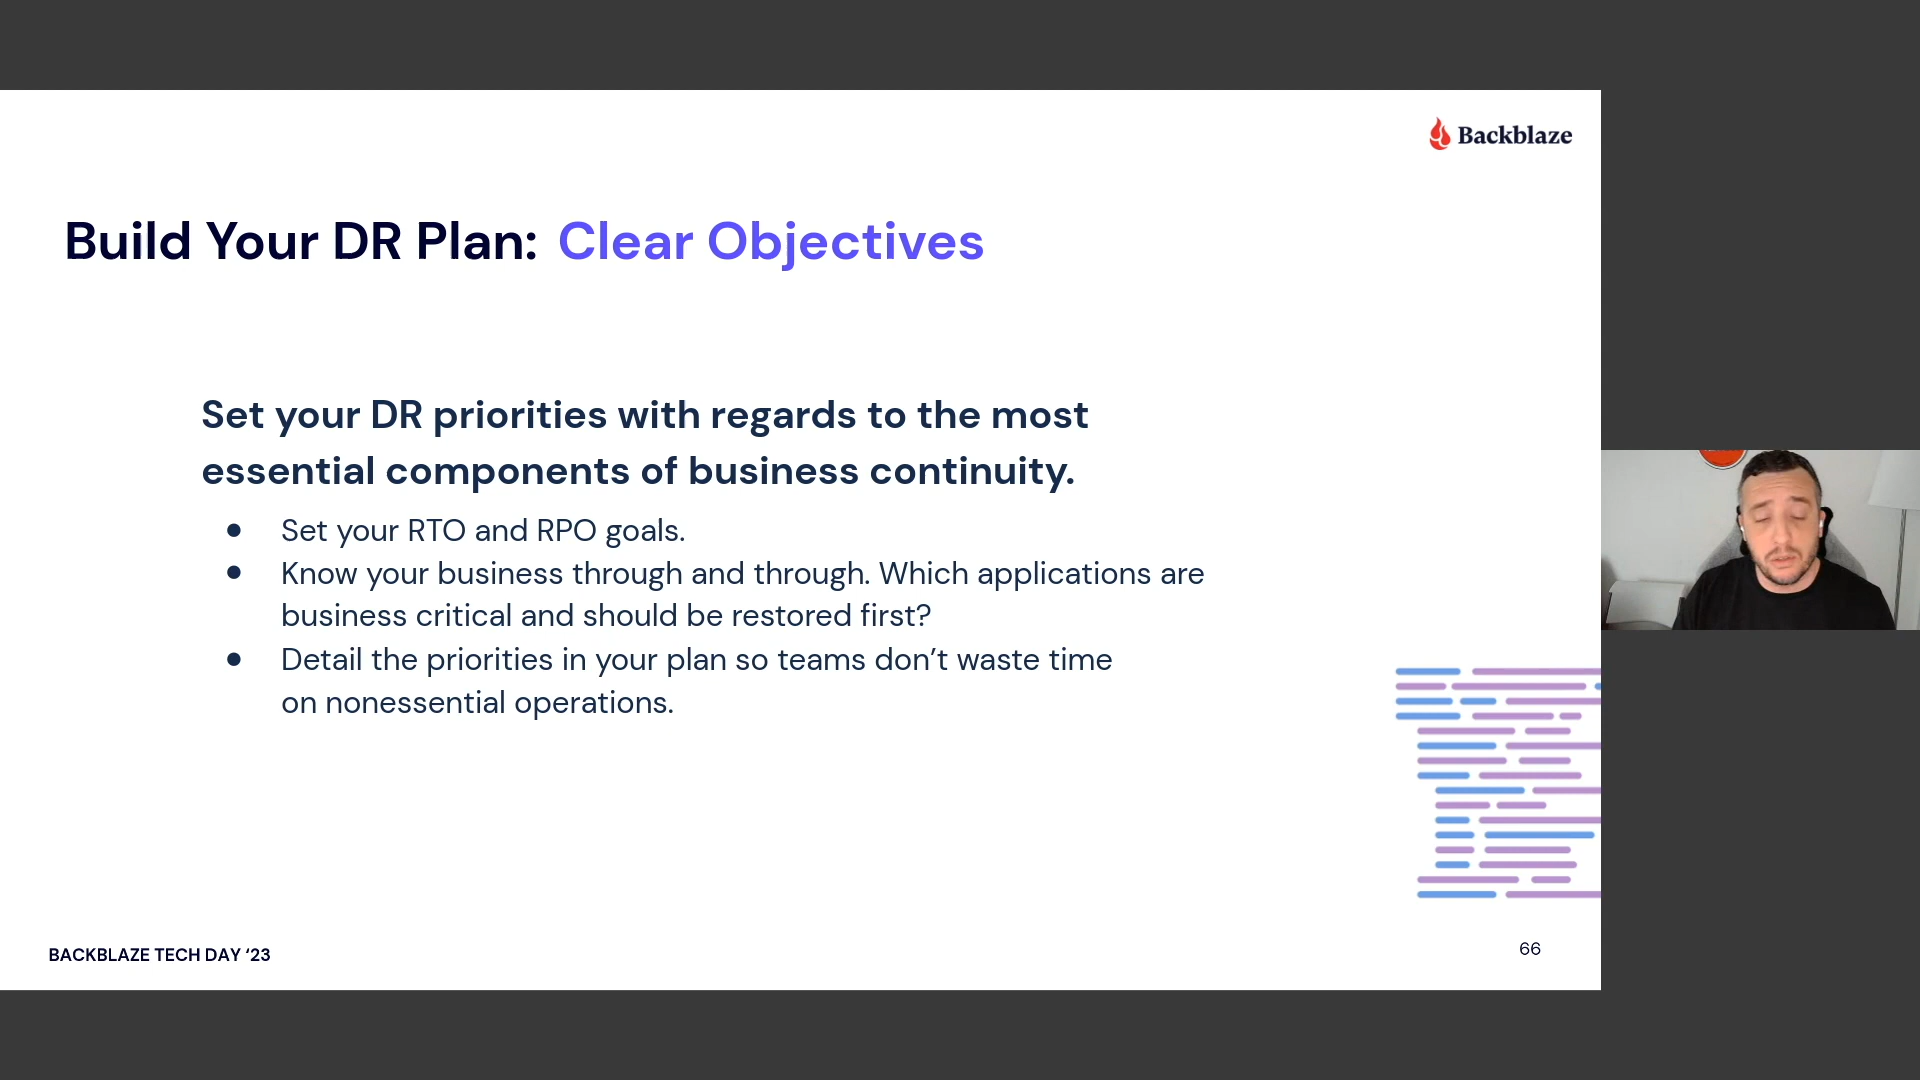 Backblaze
Build Your DR Plan: Clear Objectives
Set your DR priorities with regards to the most
essential components of business continuity.
● Set your RTO and RPO goals.
● Know your business through and through. Which applications are
business critical and should be restored first?
● Detail the priorities in your plan so teams don’t waste time
on nonessential operations.
BACKBLAZE TECH DAY ‘23
66